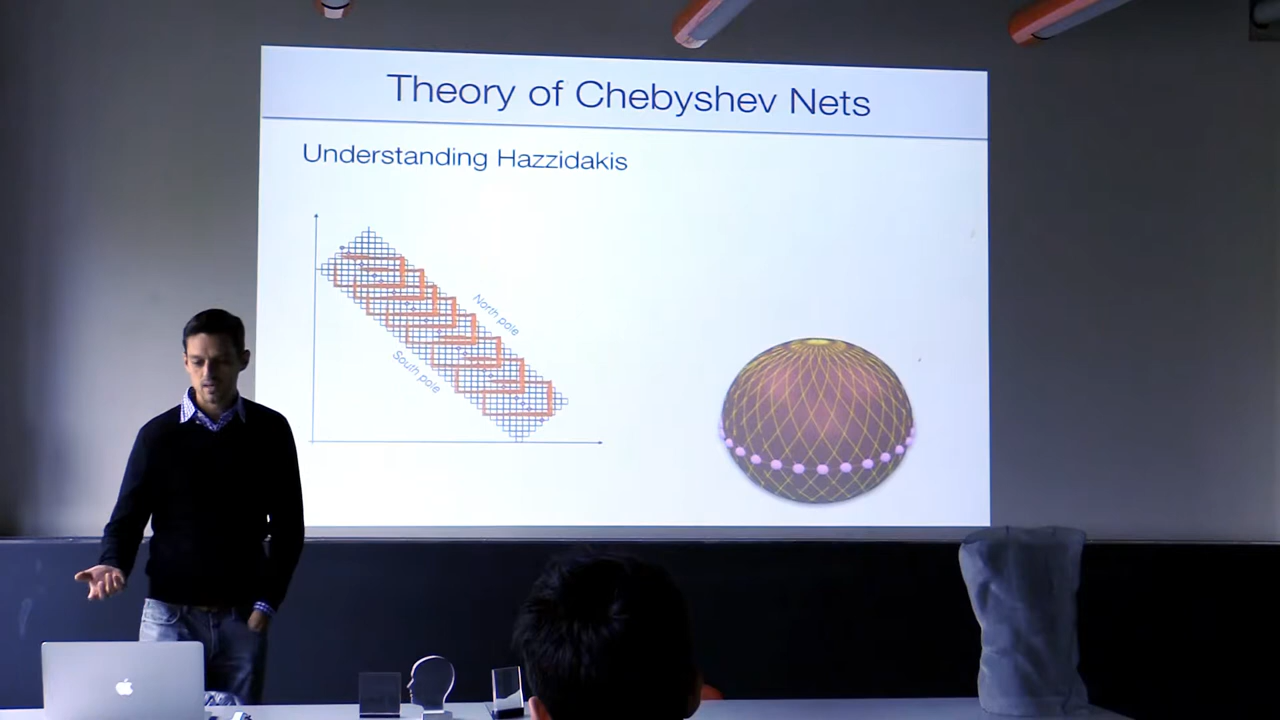 Theory of Chebyshev Nets
Understanding Hazzidakis
North pole
South pole